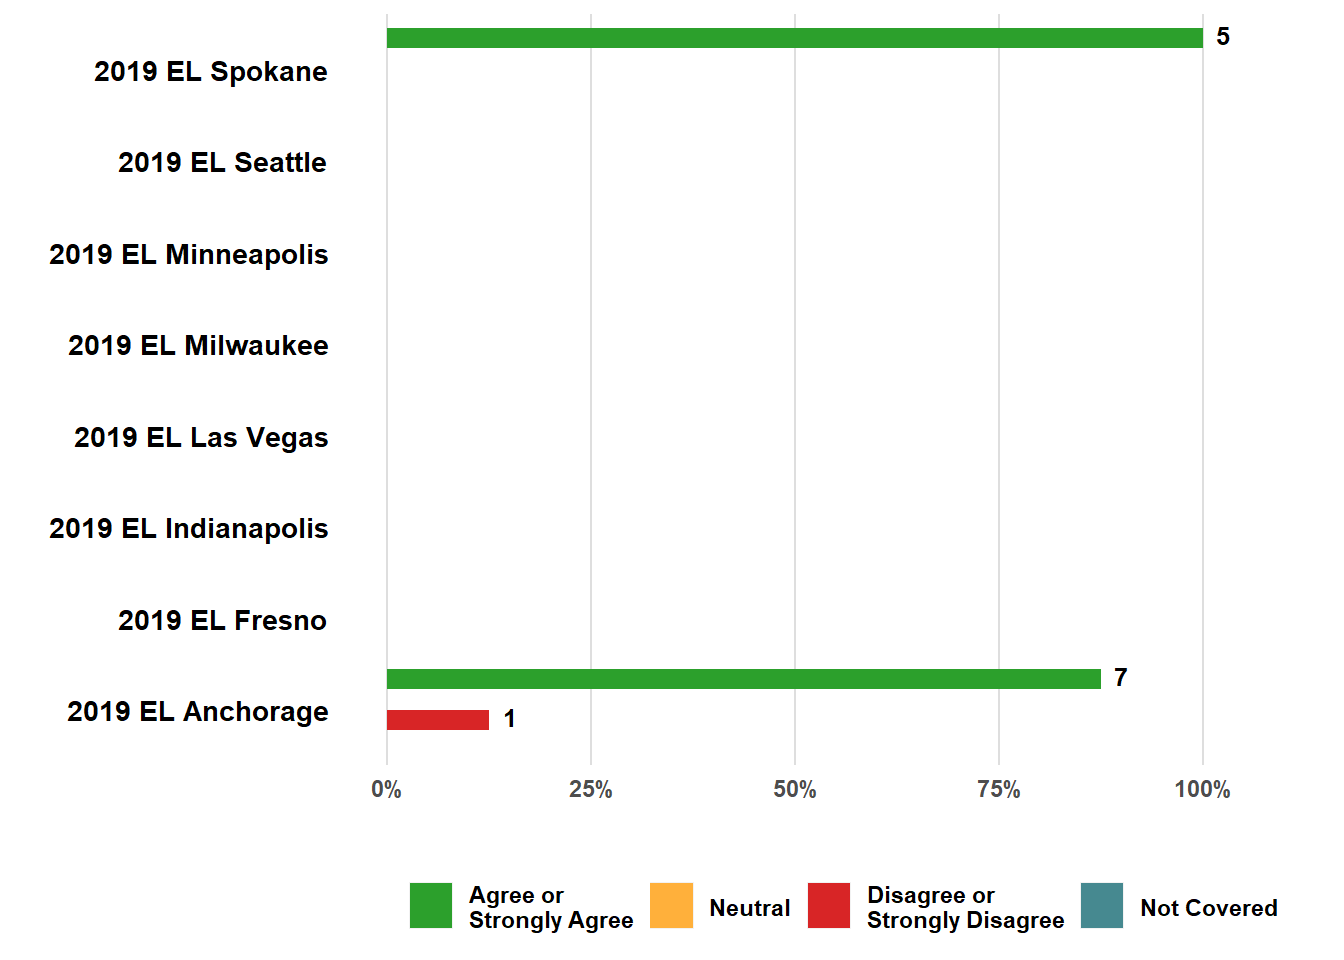 5
2019 EL Spokane
2019 EL Seattle
2019 EL Minneapolis
2019 EL Milwaukee
2019 EL Las Vegas
2019 EL Indianapolis
2019 EL Fresno
7
2019 EL Anchorage
1
0% 25% 50% 75% 100%
Agree or
Strongly Agree
Neutral
Disagree or
Strongly Disagree
Not Covered